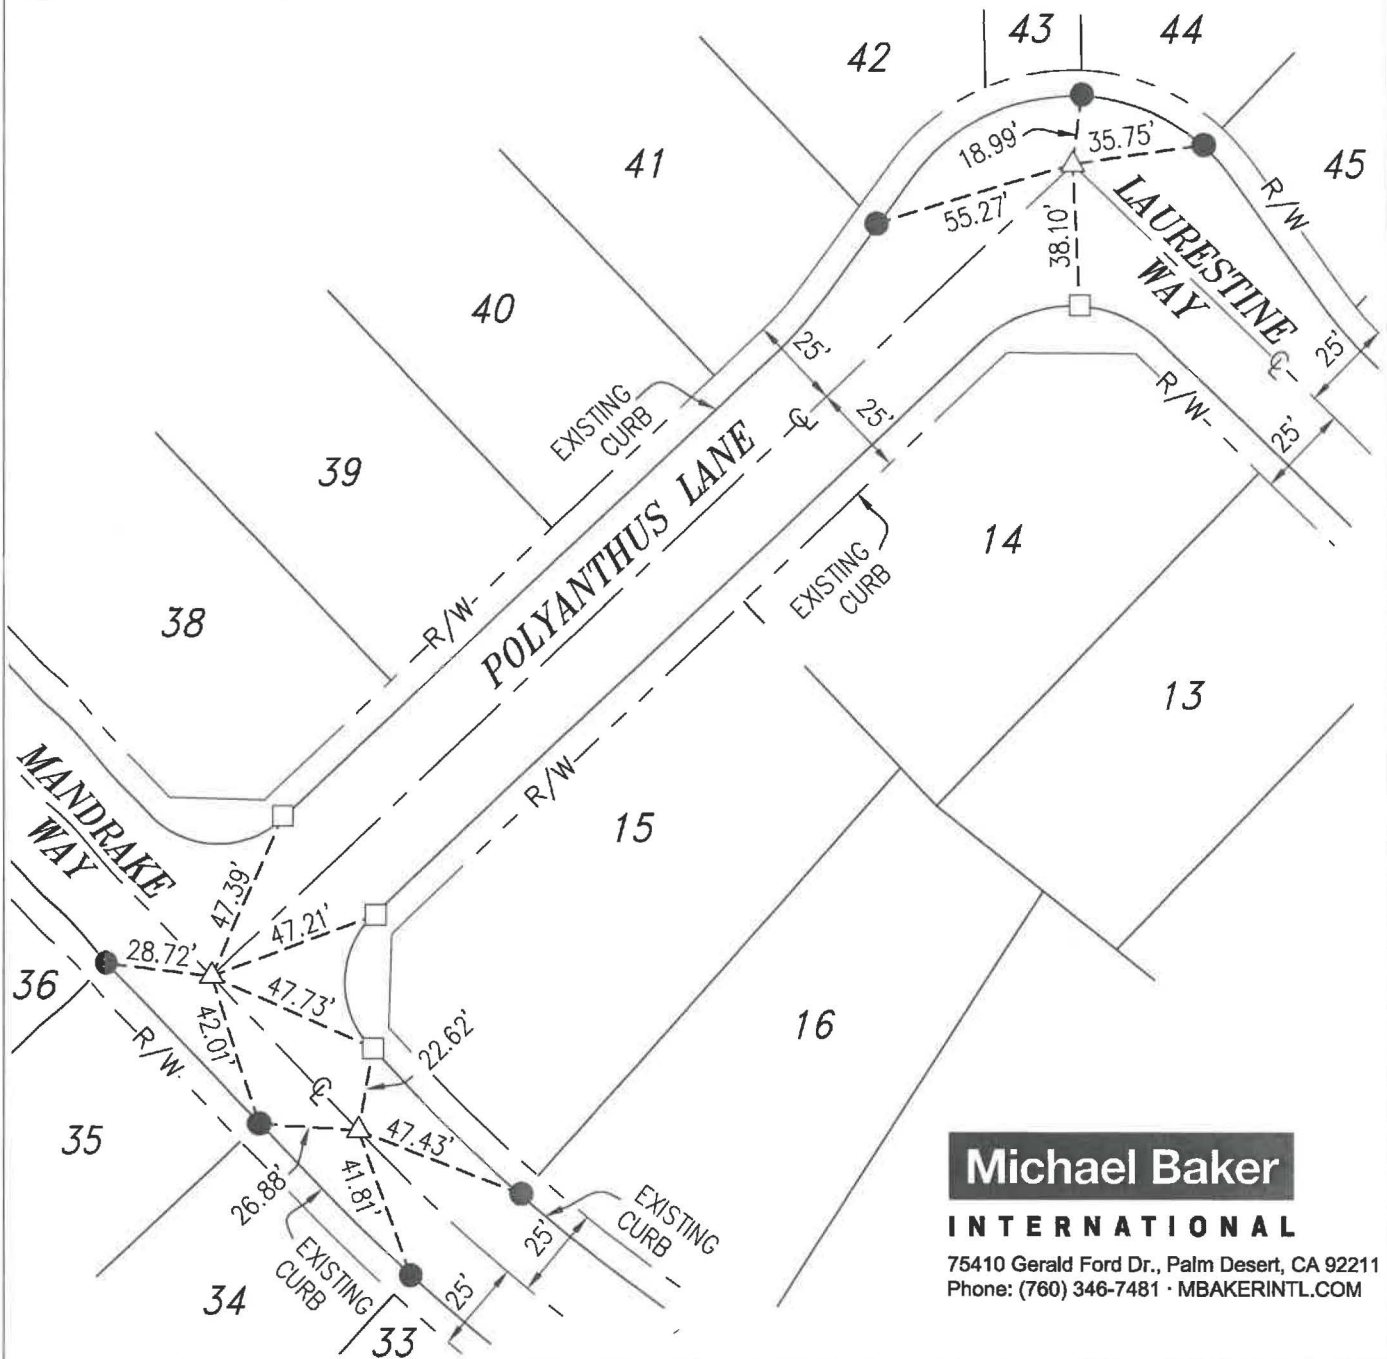 43
44
42
18.99'
35.75'
41
45
R/W
55.27'
38.10'
LAURESTINE
WAY
40
25'
25'
℄
EXISTING
CURB
25'
℄
R/W
25'
39
POLYANTHUS LANE
14
EXISTING
CURB
38
R/W
13
MANDRAKE
WAY
R/W
15
47.39'
47.21'
28.72'
36
47.73'
42.01'
R/W
22.62'
16
℄
35
47.43'
26.88'
41.81'
EXISTING
CURB
25'
EXISTING
CURB
25'
34
33
Michael Baker
INTERNATIONAL
75410 Gerald Ford Dr., Palm Desert, CA 92211
Phone: (760) 346-7481 · MBAKERINTL.COM